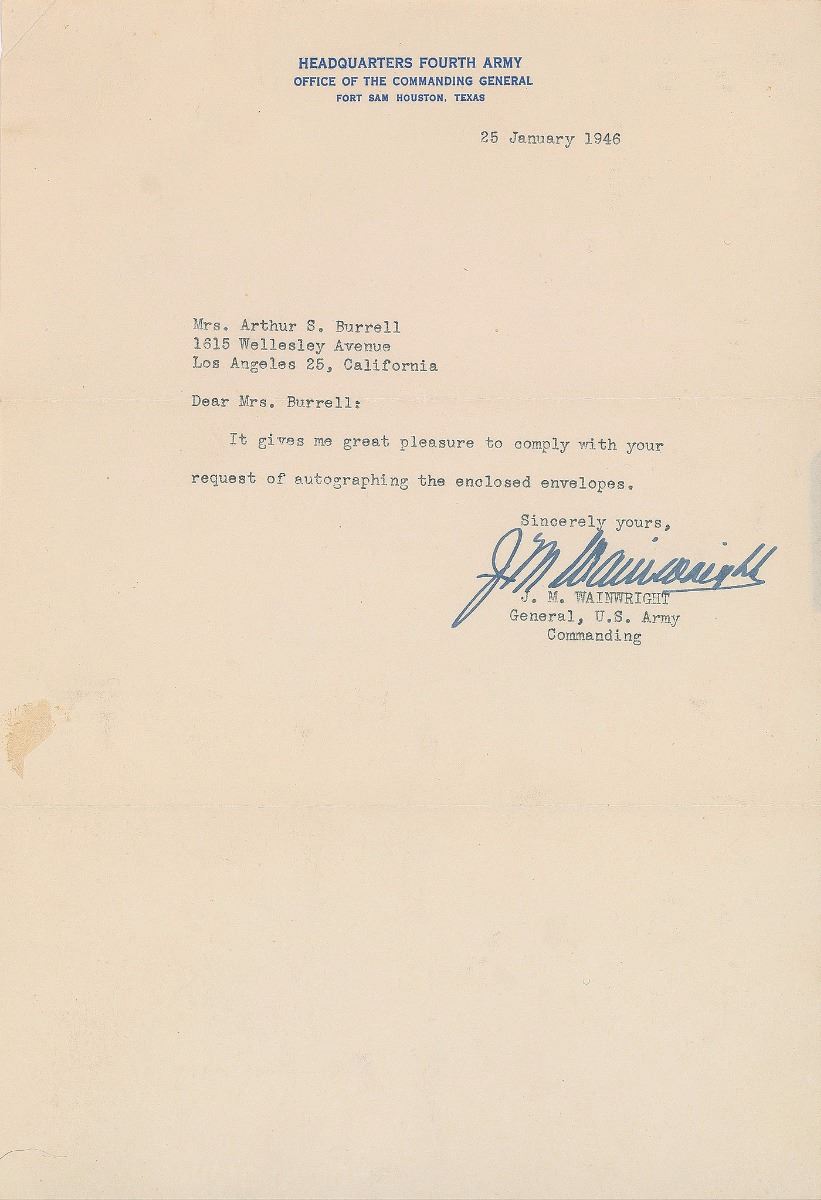 HEADQUARTERS FOURTH ARMY
OFFICE OF THE COMMANDING GENERAL
FORT SAM HOUSTON, TEXAS
25 January 1946
Mrs. Arthur S. Burrell
1615 Wellesley Avenue
Los Angeles 25, California
Dear Mrs. Burrell:
It gives me great pleasure to comply with your
request of autographing the enclosed envelopes.
Sincerely yours,
J. M. Wainwright
J. M. WAINWRIGHT
General, U.S. Army
Commanding